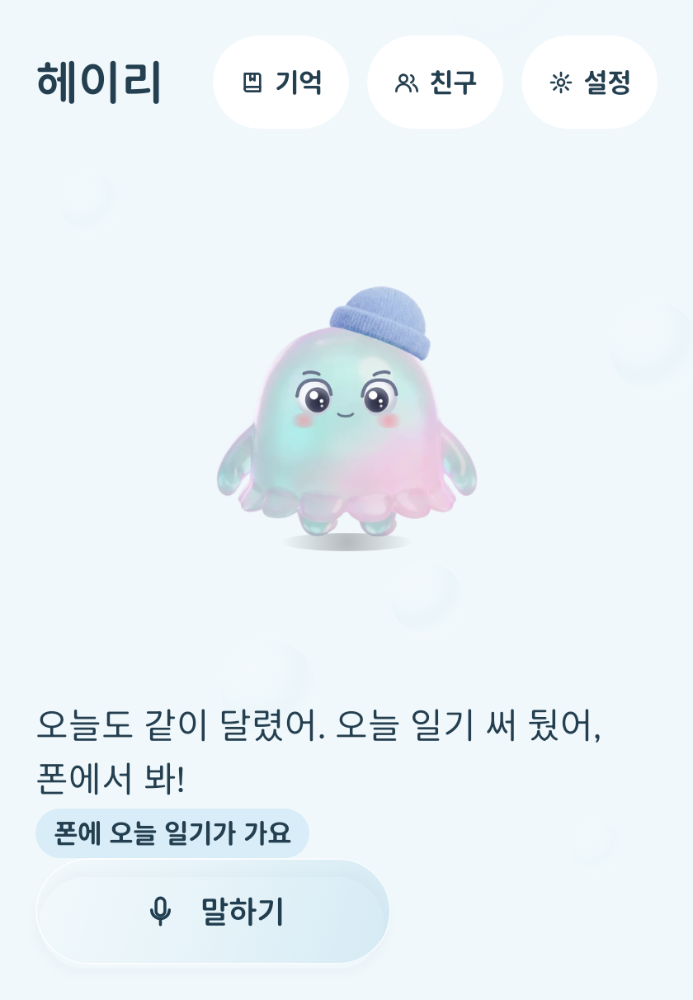 헤이리
기억
친구
설정
오늘도 같이 달렸어. 오늘 일기 써 뒀어,
폰에서 봐!
폰에 오늘 일기가 가요
말하기